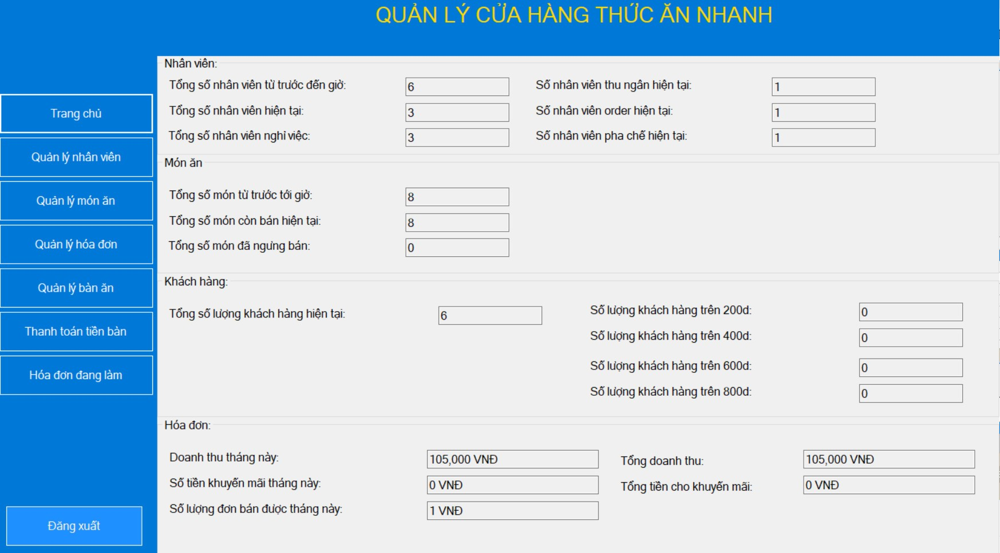 QUẢN LÝ CỬA HÀNG THỨC ĂN NHANH
Trang chủ
Quản lý nhân viên
Quản lý món ăn
Quản lý hóa đơn
Quản lý bàn ăn
Thanh toán tiền bàn
Hóa đơn đang làm
Đăng xuất
Nhân viên:
Tổng số nhân viên từ trước đến giờ: 6 Số nhân viên thu ngân hiện tại: 1
Tổng số nhân viên hiện tại: 3 Số nhân viên order hiện tại: 1
Tổng số nhân viên nghỉ việc: 3 Số nhân viên pha chế hiện tại: 1
Món ăn
Tổng số món từ trước tới giờ: 8
Tổng số món còn bán hiện tại: 8
Tổng số món đã ngưng bán: 0
Khách hàng:
Tổng số lượng khách hàng hiện tại: 6 Số lượng khách hàng trên 200d: 0
Số lượng khách hàng trên 400d: 0
Số lượng khách hàng trên 600d: 0
Số lượng khách hàng trên 800d: 0
Hóa đơn:
Doanh thu tháng này: 105,000 VNĐ Tổng doanh thu: 105,000 VNĐ
Số tiền khuyến mãi tháng này: 0 VNĐ Tổng tiền cho khuyến mãi: 0 VNĐ
Số lượng đơn bán được tháng này: 1 VNĐ